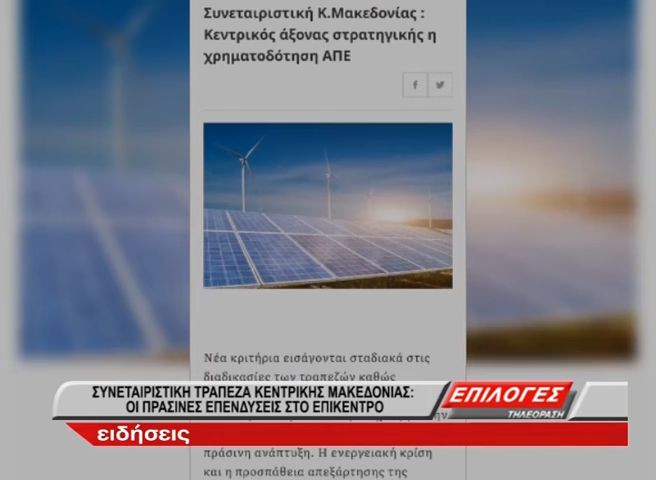 Συνεταιριστική Κ.Μακεδονίας :
Κεντρικός άξονας στρατηγικής η
χρηματοδότηση ΑΠΕ
Νέα κριτήρια εισάγονται σταδιακά στις
διαδικασίες των τραπεζών καθώς
ΣΥΝΕΤΑΙΡΙΣΤΙΚΗ ΤΡΑΠΕΖΑ ΚΕΝΤΡΙΚΗΣ ΜΑΚΕΔΟΝΙΑΣ:
ΟΙ ΠΡΑΣΙΝΕΣ ΕΠΕΝΔΥΣΕΙΣ ΣΤΟ ΕΠΙΚΕΝΤΡΟ
ΕΠΙΛΟΓΕΣ
ΤΗΛΕΟΡΑΣΗ
ειδήσεις
πράσινη ανάπτυξη. Η ενεργειακή κρίση
και η προσπάθεια απεξάρτησης της